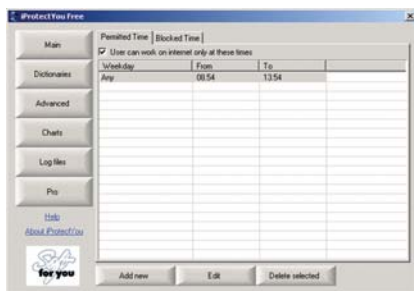 iProtectYou Free
Main
Dictionaries
Advanced
Charts
Log files
Pro
Help
About iProtectYou
Soft
for you
Permitted Time Blocked Time
User can work on internet only at these times
Weekday From To
Any 08:54 13:54
Add new Edit Delete selected